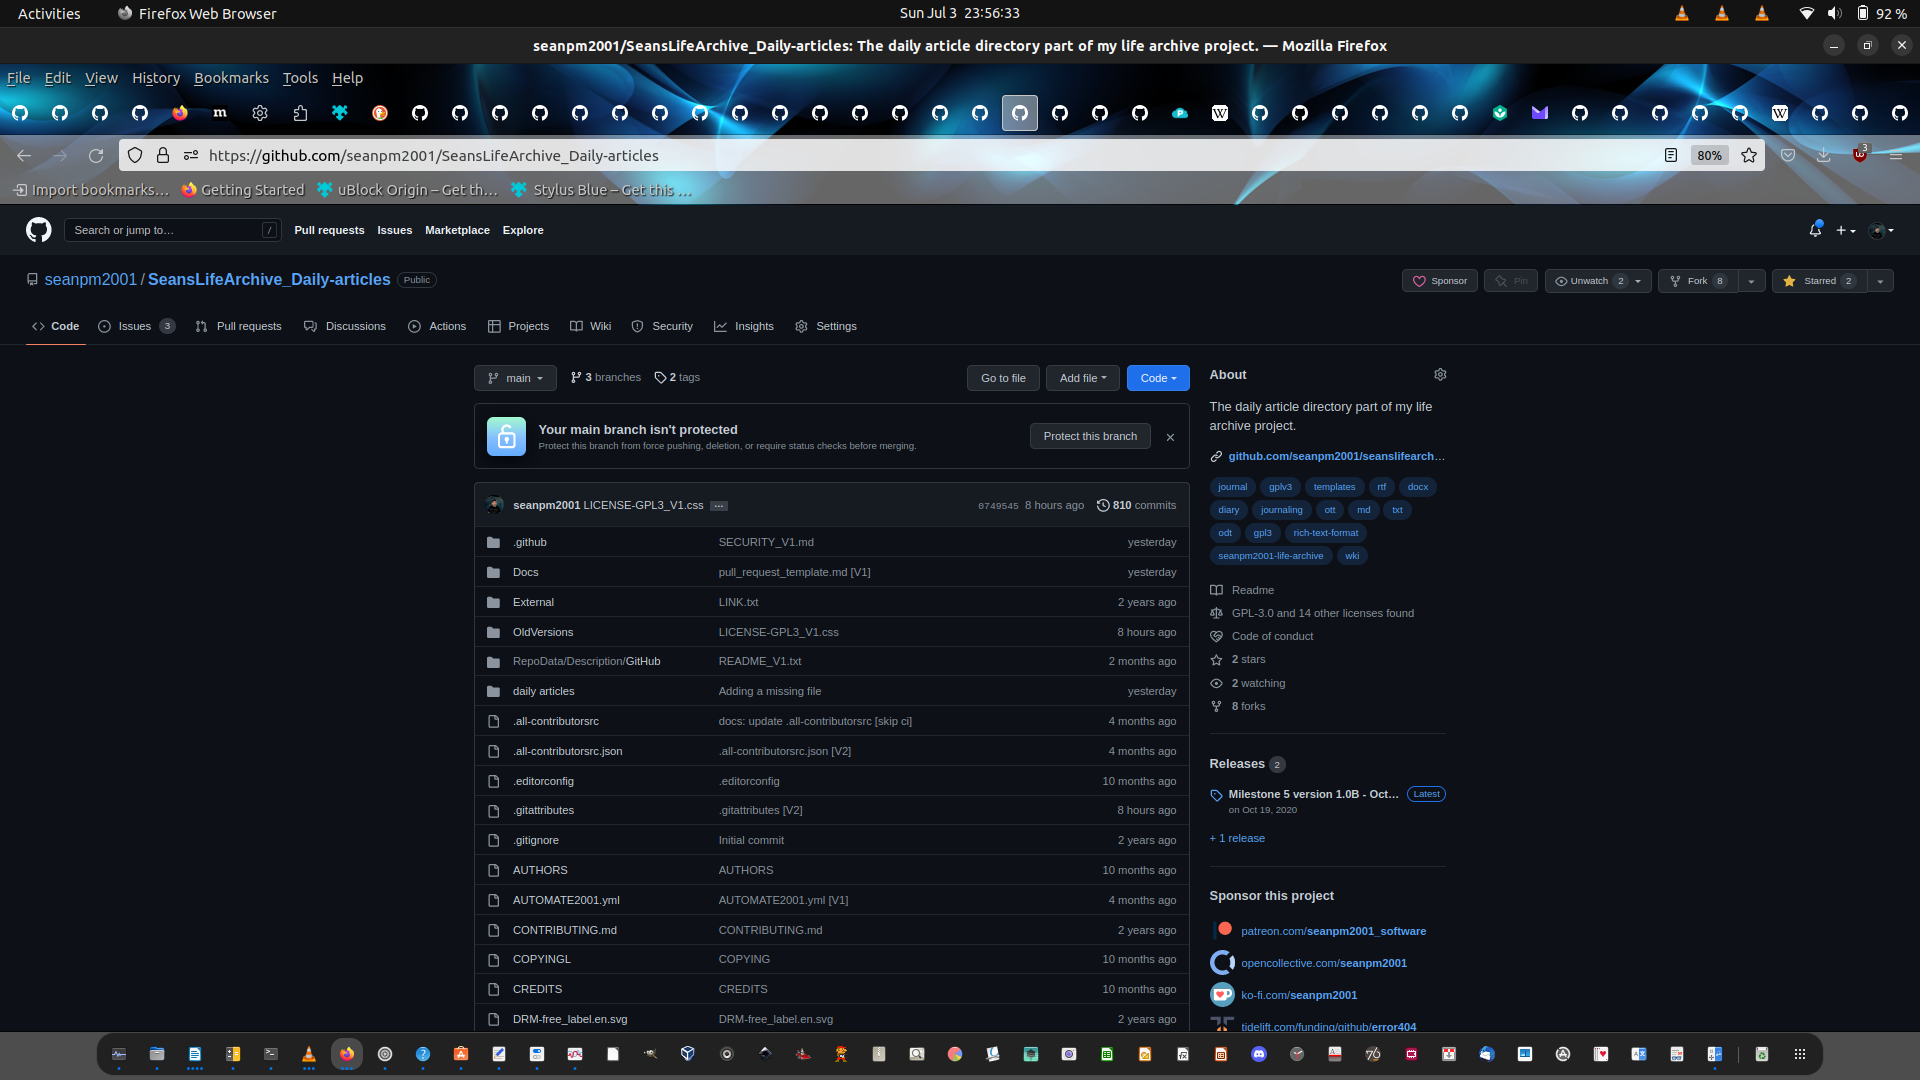 Activities
Firefox Web Browser
Sun Jul 3 23:56:33
92 %
seanpm2001/SeansLifeArchive_Daily-articles: The daily article directory part of my life archive project. — Mozilla Firefox
File Edit View History Bookmarks Tools Help
https://github.com/seanpm2001/SeansLifeArchive_Daily-articles
80%
3
Import bookmarks…
Getting Started
uBlock Origin – Get th…
Stylus Blue – Get this …
Search or jump to…
/
Pull requests Issues Marketplace Explore
seanpm2001 / SeansLifeArchive_Daily-articles
Public
Sponsor
Pin
Unwatch 2
Fork 8
Starred 2
Code
Issues 3
Pull requests
Discussions
Actions
Projects
Wiki
Security
Insights
Settings
main
3 branches
2 tags
Go to file
Add file
Code
Your main branch isn't protected
Protect this branch from force pushing, deletion, or require status checks before merging.
Protect this branch
seanpm2001 LICENSE-GPL3_V1.css …
0749545 8 hours ago
810 commits
.github SECURITY_V1.md yesterday
Docs pull_request_template.md [V1] yesterday
External LINK.txt 2 years ago
OldVersions LICENSE-GPL3_V1.css 8 hours ago
RepoData/Description/GitHub README_V1.txt 2 months ago
daily articles Adding a missing file yesterday
.all-contributorsrc docs: update .all-contributorsrc [skip ci] 4 months ago
.all-contributorsrc.json .all-contributorsrc.json [V2] 4 months ago
.editorconfig .editorconfig 10 months ago
.gitattributes .gitattributes [V2] 8 hours ago
.gitignore Initial commit 2 years ago
AUTHORS AUTHORS 10 months ago
AUTOMATE2001.yml AUTOMATE2001.yml [V1] 4 months ago
CONTRIBUTING.md CONTRIBUTING.md 2 years ago
COPYINGL COPYING 10 months ago
CREDITS CREDITS 10 months ago
DRM-free_label.en.svg DRM-free_label.en.svg 2 years ago
About
The daily article directory part of my life
archive project.
github.com/seanpm2001/seanslifearch…
journal gplv3 templates rtf docx
diary journaling ott md txt
odt gpl3 rich-text-format
seanpm2001-life-archive wki
Readme
GPL-3.0 and 14 other licenses found
Code of conduct
2 stars
2 watching
8 forks
Releases 2
Milestone 5 version 1.0B - Oct… Latest
on Oct 19, 2020
+ 1 release
Sponsor this project
patreon.com/seanpm2001_software
opencollective.com/seanpm2001
ko-fi.com/seanpm2001
tidelift.com/funding/github/error404